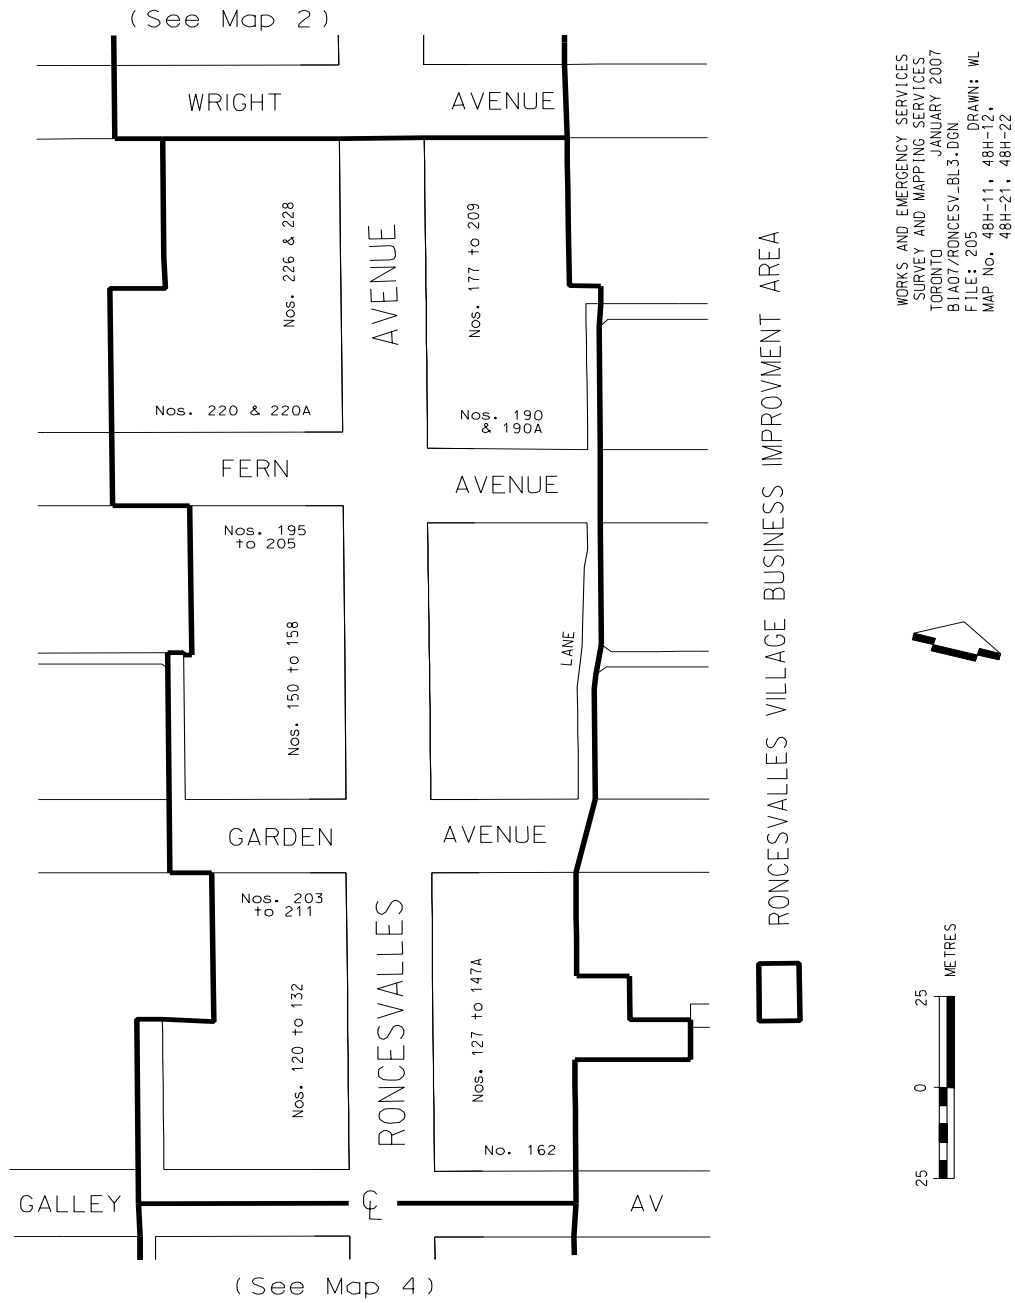 (See Map 2)
WRIGHT AVENUE
Nos. 226 & 228
AVENUE
Nos. 177 to 209
Nos. 220 & 220A
Nos. 190
& 190A
FERN AVENUE
Nos. 195
to 205
Nos. 150 to 158
LANE
GARDEN AVENUE
Nos. 203
to 211
Nos. 120 to 132
RONCESVALLES
Nos. 127 to 147A
No. 162
GALLEY ℄ AV
(See Map 4)
RONCESVALLES VILLAGE BUSINESS IMPROVMENT AREA
WORKS AND EMERGENCY SERVICES
SURVEY AND MAPPING SERVICES
TORONTO JANUARY 2007
BIA07/RONCESV_BL3.DGN
FILE: 205 DRAWN: WL
MAP No. 48H-11, 48H-12,
48H-21, 48H-22
25 0 25
METRES